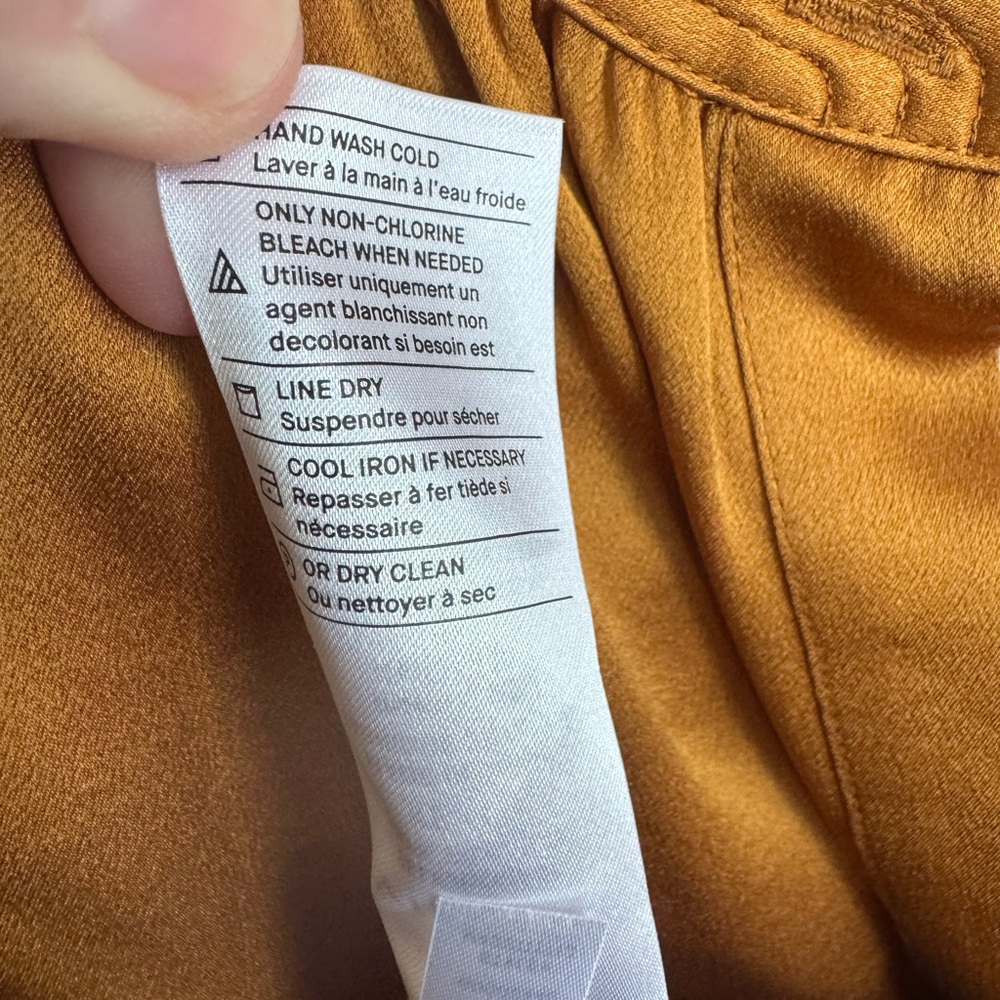 HAND WASH COLD
Laver à la main à l'eau froide
ONLY NON-CHLORINE
BLEACH WHEN NEEDED
Utiliser uniquement un
agent blanchissant non
decolorant si besoin est
LINE DRY
Suspendre pour sécher
COOL IRON IF NECESSARY
Repasser à fer tiède si
nécessaire
OR DRY CLEAN
Ou nettoyer à sec